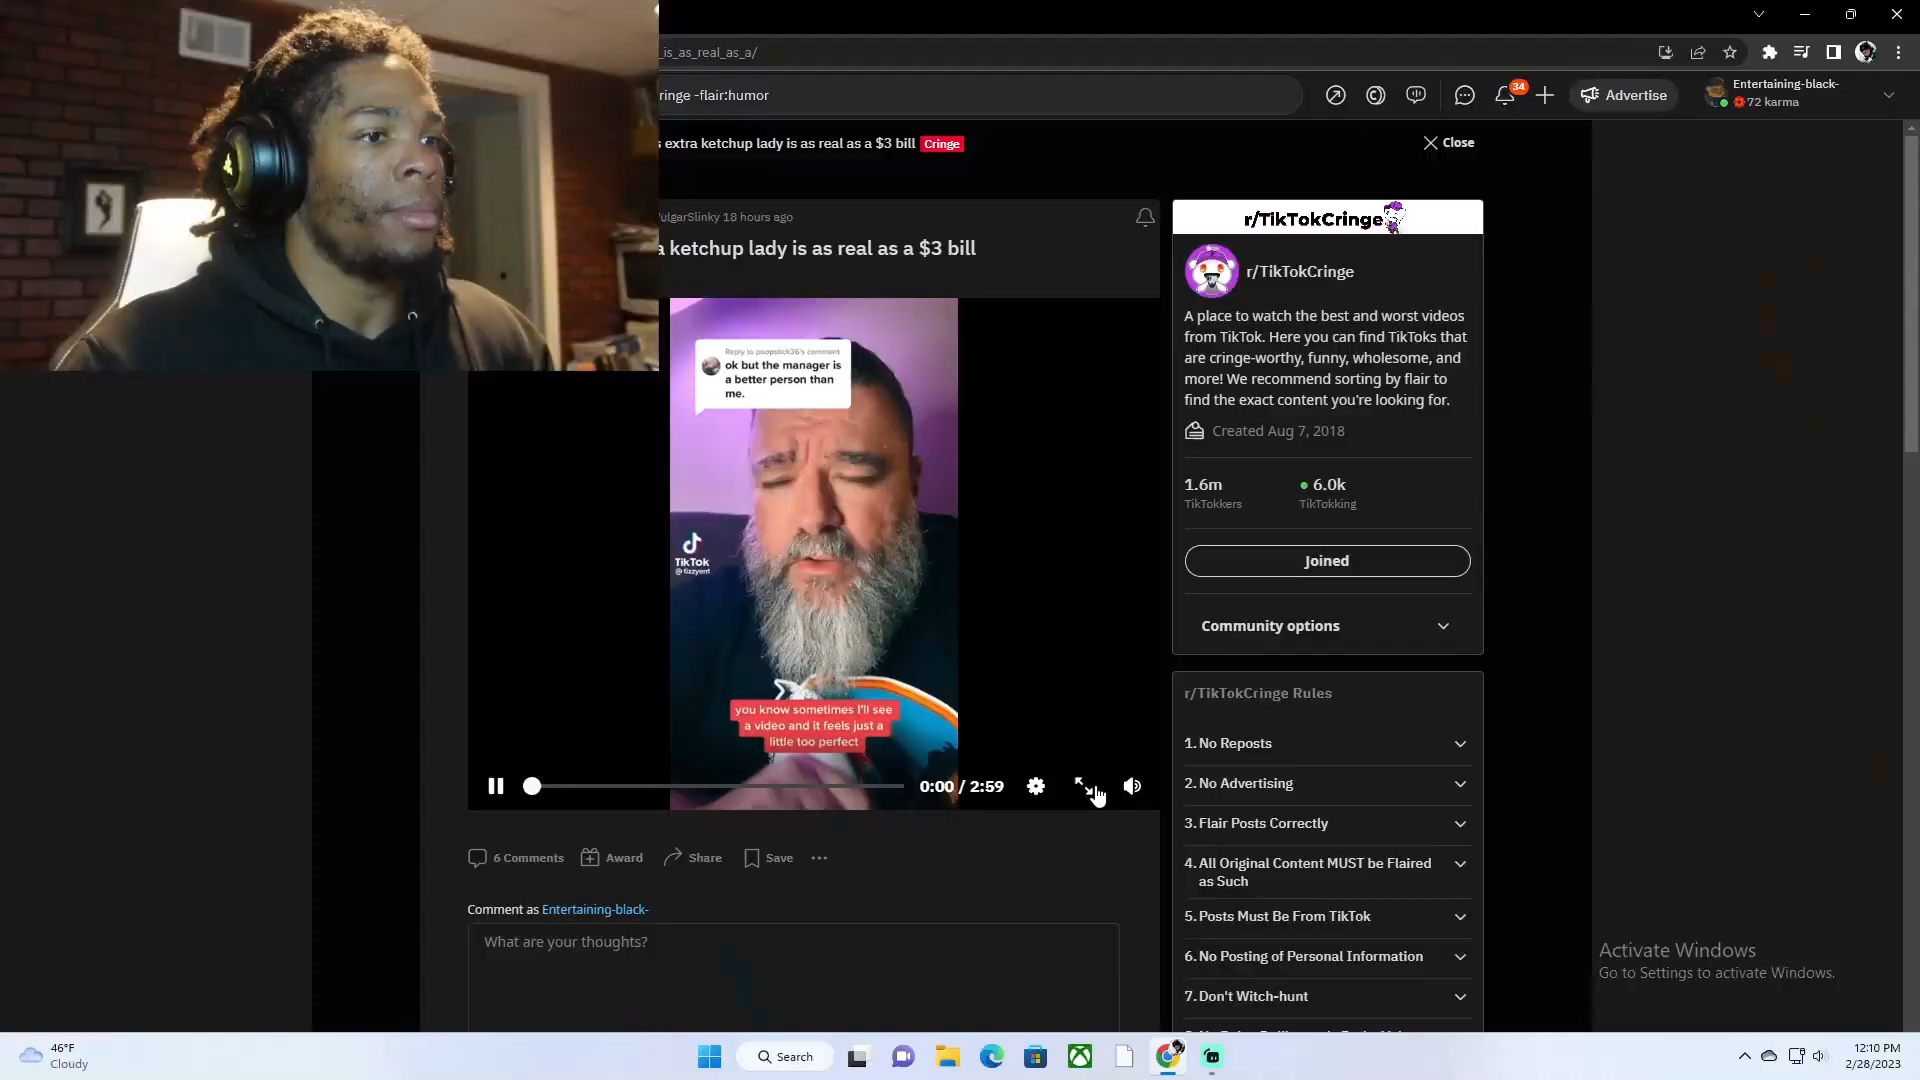 _is_as_real_as_a/
ringe -flair:humor
34
Advertise
Entertaining-black-
72 karma
s extra ketchup lady is as real as a $3 bill
Cringe
Close
VulgarSlinky 18 hours ago
a ketchup lady is as real as a $3 bill
r/TikTokCringe
r/TikTokCringe
A place to watch the best and worst videos
from TikTok. Here you can find TikToks that
are cringe-worthy, funny, wholesome, and
more! We recommend sorting by flair to
find the exact content you're looking for.
Created Aug 7, 2018
1.6m
TikTokkers
6.0k
TikTokking
Joined
Community options
Reply to poopstick36's comment
ok but the manager is
a better person than
me.
TikTok
@tizzyent
you know sometimes I'll see
a video and it feels just a
little too perfect
0:00 / 2:59
6 Comments
Award
Share
Save
Comment as Entertaining-black-
What are your thoughts?
r/TikTokCringe Rules
1. No Reposts
2. No Advertising
3. Flair Posts Correctly
4. All Original Content MUST be Flaired
as Such
5. Posts Must Be From TikTok
6. No Posting of Personal Information
7. Don't Witch-hunt
Activate Windows
Go to Settings to activate Windows.
46°F
Cloudy
Search
12:10 PM
2/28/2023